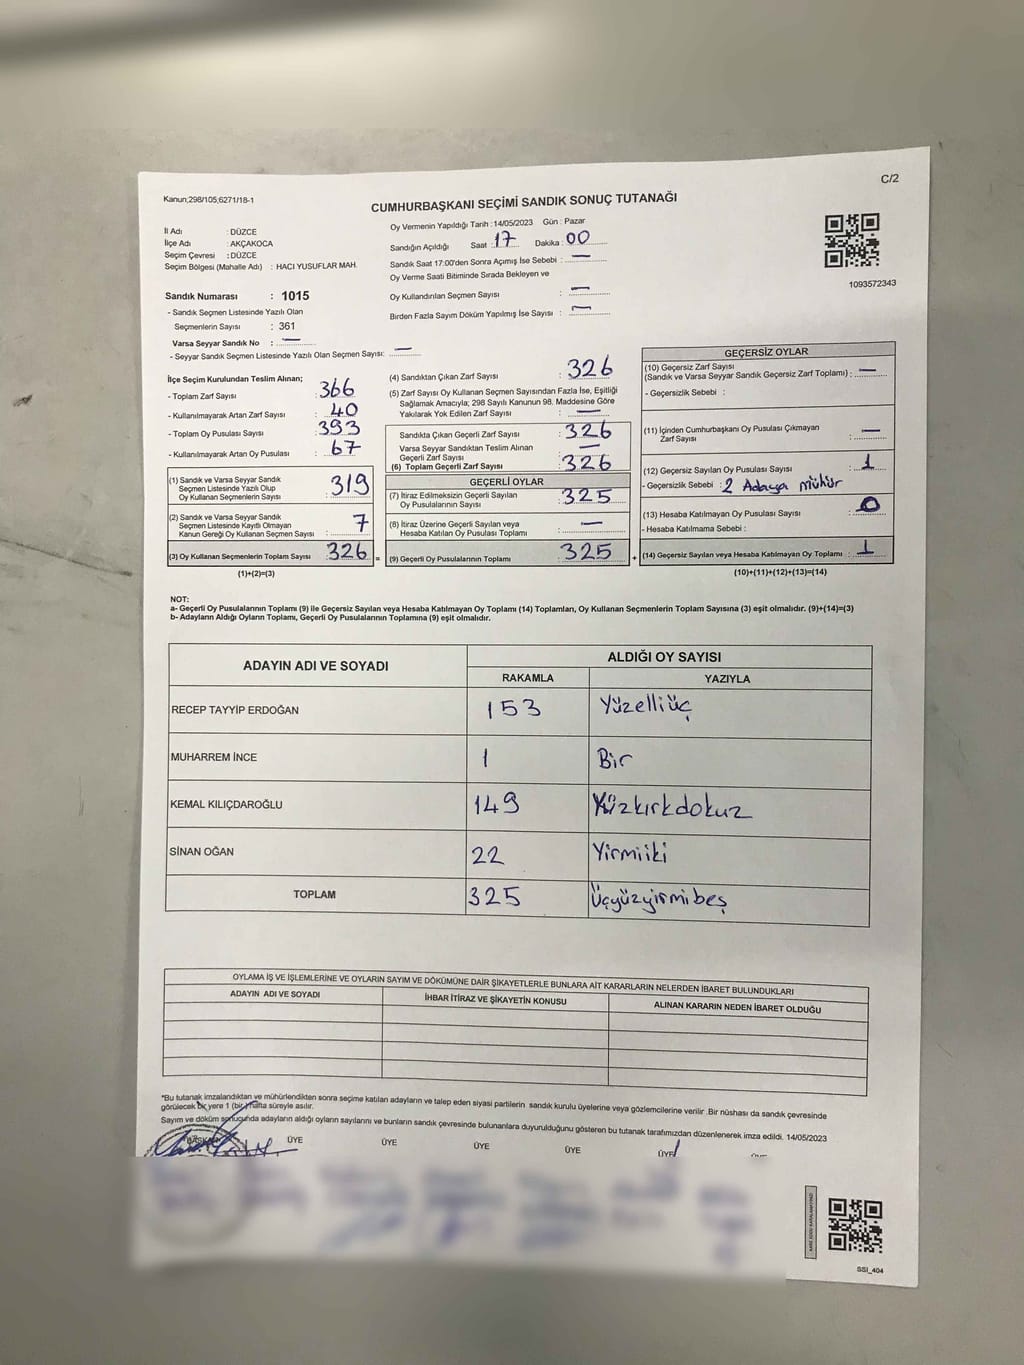 C/2
Kanun;298/105;6271/18-1
CUMHURBAŞKANI SEÇİMİ SANDIK SONUÇ TUTANAĞI
İl Adı : DÜZCE
İlçe Adı : AKÇAKOCA
Seçim Çevresi : DÜZCE
Seçim Bölgesi (Mahalle Adı) : HACI YUSUFLAR MAH.
Oy Vermenin Yapıldığı Tarih :14/05/2023 Gün : Pazar
Sandığın Açıldığı Saat : 17 Dakika : 00
Sandık Saat 17:00'den Sonra Açımış İse Sebebi : —
Oy Verme Saati Bitiminde Sırada Bekleyen ve
Oy Kullandırılan Seçmen Sayısı : —
Birden Fazla Sayım Döküm Yapılmış İse Sayısı : —
1093572343
Sandık Numarası : 1015
- Sandık Seçmen Listesinde Yazılı Olan
Seçmenlerin Sayısı : 361
Varsa Seyyar Sandık No : —
- Seyyar Sandık Seçmen Listesinde Yazılı Olan Seçmen Sayısı: —
İlçe Seçim Kurulundan Teslim Alınan;
- Toplam Zarf Sayısı : 366
- Kullanılmayarak Artan Zarf Sayısı : 40
- Toplam Oy Pusulası Sayısı : 393
- Kullanılmayarak Artan Oy Pusulası : 67
(1) Sandık ve Varsa Seyyar Sandık
Seçmen Listesinde Yazılı Olup
Oy Kullanan Seçmenlerin Sayısı : 319
(2) Sandık ve Varsa Seyyar Sandık
Seçmen Listesinde Kayıtlı Olmayan
Kanun Gereği Oy Kullanan Seçmen Sayısı : 7
(3) Oy Kullanan Seçmenlerin Toplam Sayısı : 326 =
(1)+(2)=(3)
(4) Sandıktan Çıkan Zarf Sayısı : 326
(5) Zarf Sayısı Oy Kullanan Seçmen Sayısından Fazla İse, Eşitliği
Sağlamak Amacıyla; 298 Sayılı Kanunun 98. Maddesine Göre
Yakılarak Yok Edilen Zarf Sayısı : —
Sandıkta Çıkan Geçerli Zarf Sayısı : 326
Varsa Seyyar Sandıktan Teslim Alınan
Geçerli Zarf Sayısı : —
(6) Toplam Geçerli Zarf Sayısı : 326
GEÇERLİ OYLAR
(7) İtiraz Edilmeksizin Geçerli Sayılan
Oy Pusulalarının Sayısı : 325
(8) İtiraz Üzerine Geçerli Sayılan veya
Hesaba Katılan Oy Pusulası Toplamı : —
(9) Geçerli Oy Pusulalarının Toplamı : 325 +
GEÇERSİZ OYLAR
(10) Geçersiz Zarf Sayısı
(Sandık ve Varsa Seyyar Sandık Geçersiz Zarf Toplamı) : —
- Geçersizlik Sebebi :
(11) İçinden Cumhurbaşkanı Oy Pusulası Çıkmayan
Zarf Sayısı : —
(12) Geçersiz Sayılan Oy Pusulası Sayısı : 1
- Geçersizlik Sebebi : 2 Adaya mühür
(13) Hesaba Katılmayan Oy Pusulası Sayısı : 0
- Hesaba Katılmama Sebebi :
(14) Geçersiz Sayılan veya Hesaba Katılmayan Oy Toplamı : 1
(10)+(11)+(12)+(13)=(14)
NOT:
a- Geçerli Oy Pusulalarının Toplamı (9) ile Geçersiz Sayılan veya Hesaba Katılmayan Oy Toplamı (14) Toplamları, Oy Kullanan Seçmenlerin Toplam Sayısına (3) eşit olmalıdır. (9)+(14)=(3)
b- Adayların Aldığı Oyların Toplamı, Geçerli Oy Pusulalarının Toplamına (9) eşit olmalıdır.
ADAYIN ADI VE SOYADI
ALDIĞI OY SAYISI
RAKAMLA YAZIYLA
RECEP TAYYİP ERDOĞAN 153 Yüzelliüç
MUHARREM İNCE 1 Bir
KEMAL KILIÇDAROĞLU 149 Yüzkırkdokuz
SİNAN OĞAN 22 Yirmiiki
TOPLAM 325 Üçyüzyirmibeş
OYLAMA İŞ VE İŞLEMLERİNE VE OYLARIN SAYIM VE DÖKÜMÜNE DAİR ŞİKAYETLERLE BUNLARA AİT KARARLARIN NELERDEN İBARET BULUNDUKLARI
ADAYIN ADI VE SOYADI İHBAR İTİRAZ VE ŞİKAYETİN KONUSU ALINAN KARARIN NEDEN İBARET OLDUĞU
*Bu tutanak imzalandıktan ve mühürlendikten sonra seçime katılan adayların ve talep eden siyasi partilerin sandık kurulu üyelerine veya gözlemcilerine verilir .Bir nüshası da sandık çevresinde
görülecek bir yere 1 (bir) hafta süreyle asılır.
Sayım ve döküm sonucunda adayların aldığı oyların sayılarını ve bunların sandık çevresinde bulunanlara duyurulduğunu gösteren bu tutanak tarafımızdan düzenlenerek imza edildi. 14/05/2023
BAŞKAN ÜYE ÜYE ÜYE ÜYE ÜYE
SSI_404